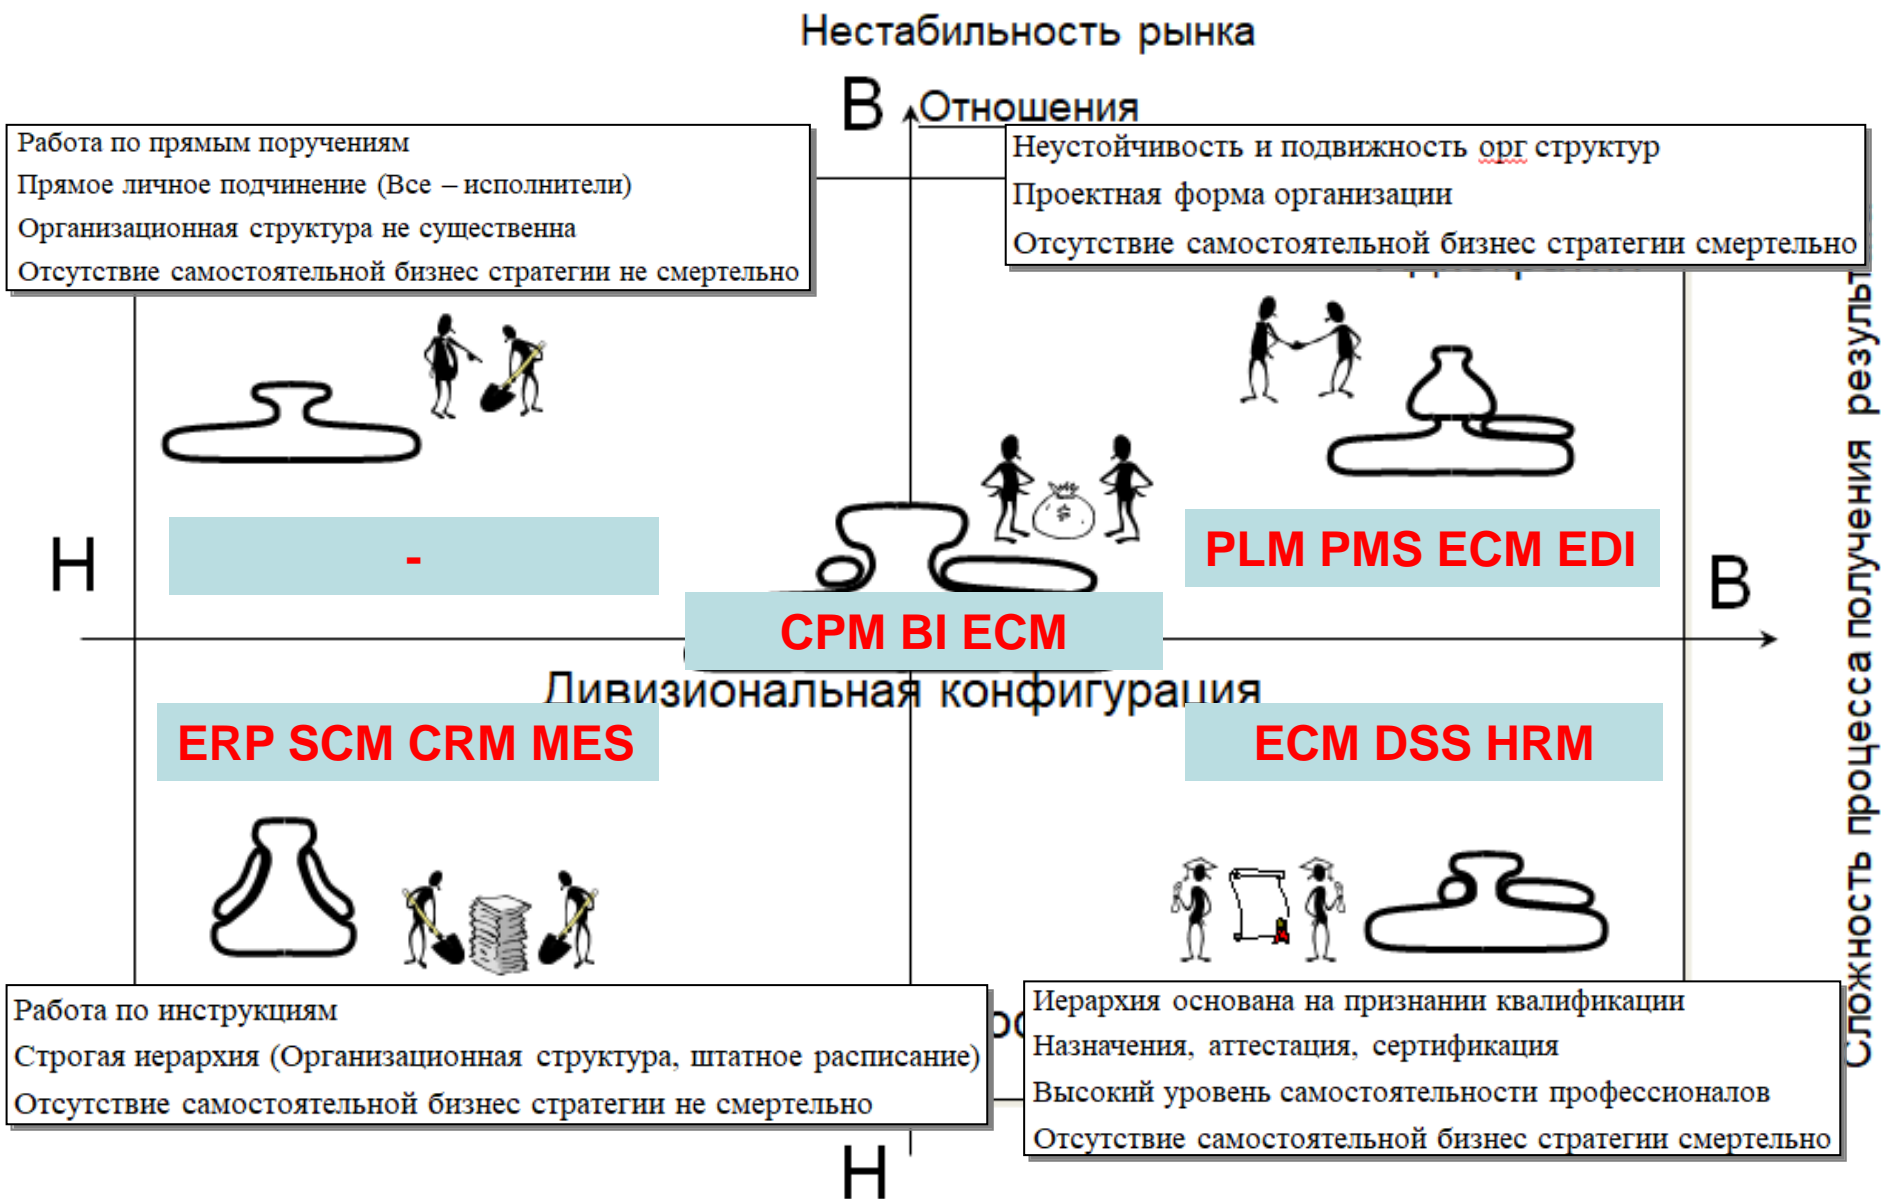 Нестабильность рынка
В
Отношения
Работа по прямым поручениям
Прямое личное подчинение (Все – исполнители)
Организационная структура не существенна
Отсутствие самостоятельной бизнес стратегии не смертельно
Неустойчивость и подвижность орг структур
Проектная форма организации
Отсутствие самостоятельной бизнес стратегии смертельно
$
-
PLM PMS ECM EDI
Н
В
CPM BI ECM
Дивизиональная конфигурация
ERP SCM CRM MES
ECM DSS HRM
Сложность процесса получения
Работа по инструкциям
Строгая иерархия (Организационная структура, штатное расписание)
Отсутствие самостоятельной бизнес стратегии не смертельно
Иерархия основана на признании квалификации
Назначения, аттестация, сертификация
Высокий уровень самостоятельности профессионалов
Отсутствие самостоятельной бизнес стратегии смертельно
Н